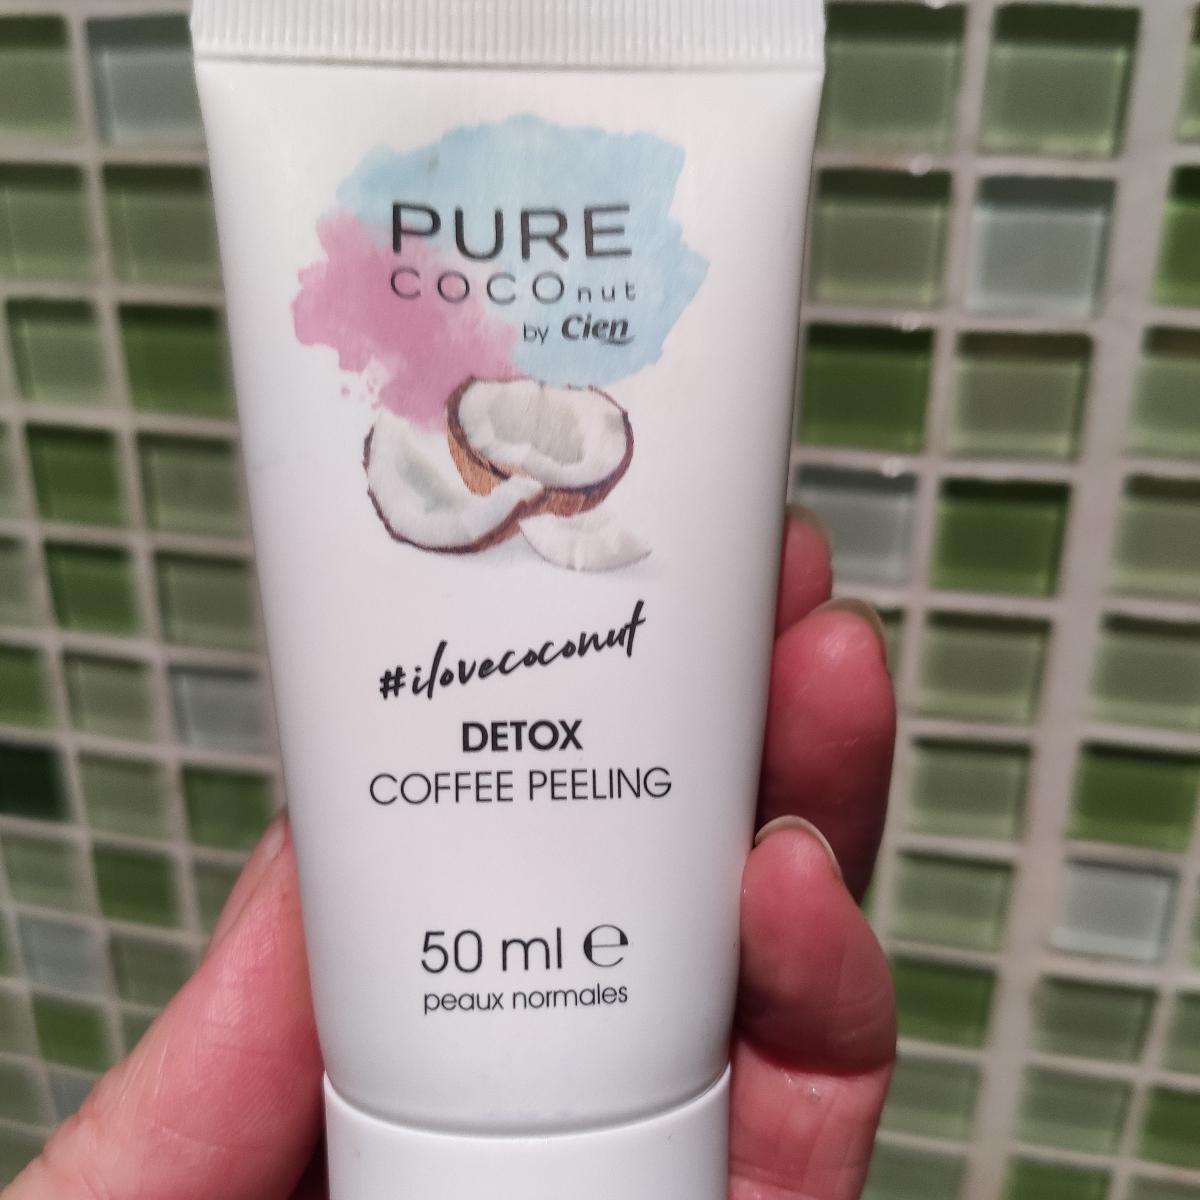 PURE
COCOnut
by Cien
#ilovecoconut
DETOX
COFFEE PEELING
50 ml ℮
peaux normales